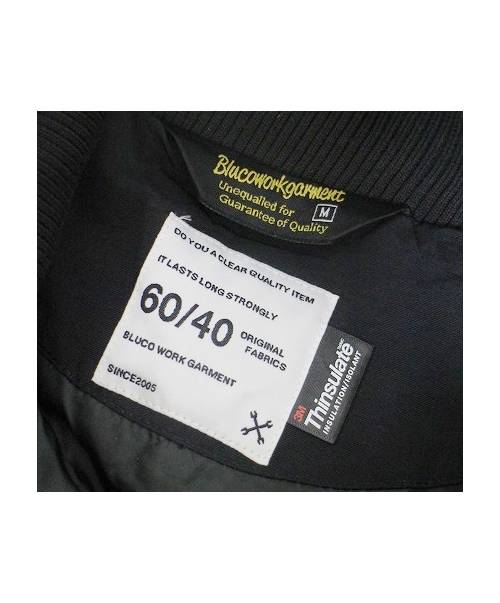 Blucoworkgarment
Unequalled for
Guarantee of Quality
M
DO YOU A CLEAR QUALITY ITEM
IT LASTS LONG STRONGLY
60/40 ORIGINAL
FABRICS
BLUCO WORK GARMENT
SINCE2005
3M
Thinsulate
INSULATION/ISOLANT